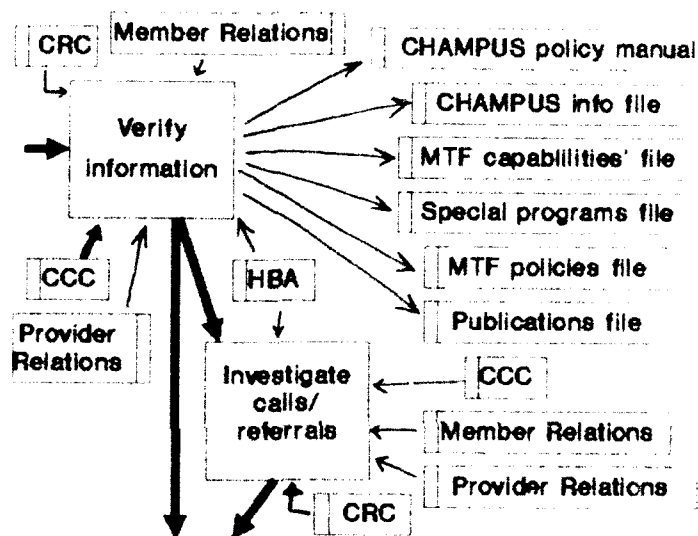 CRC
Member Relations
CHAMPUS policy manual
CHAMPUS info file
Verify
information
MTF capablilities' file
Special programs file
CCC
HBA
MTF policies file
Provider
Relations
Publications file
Investigate
calls/
referrals
CCC
Member Relations
Provider Relations
CRC